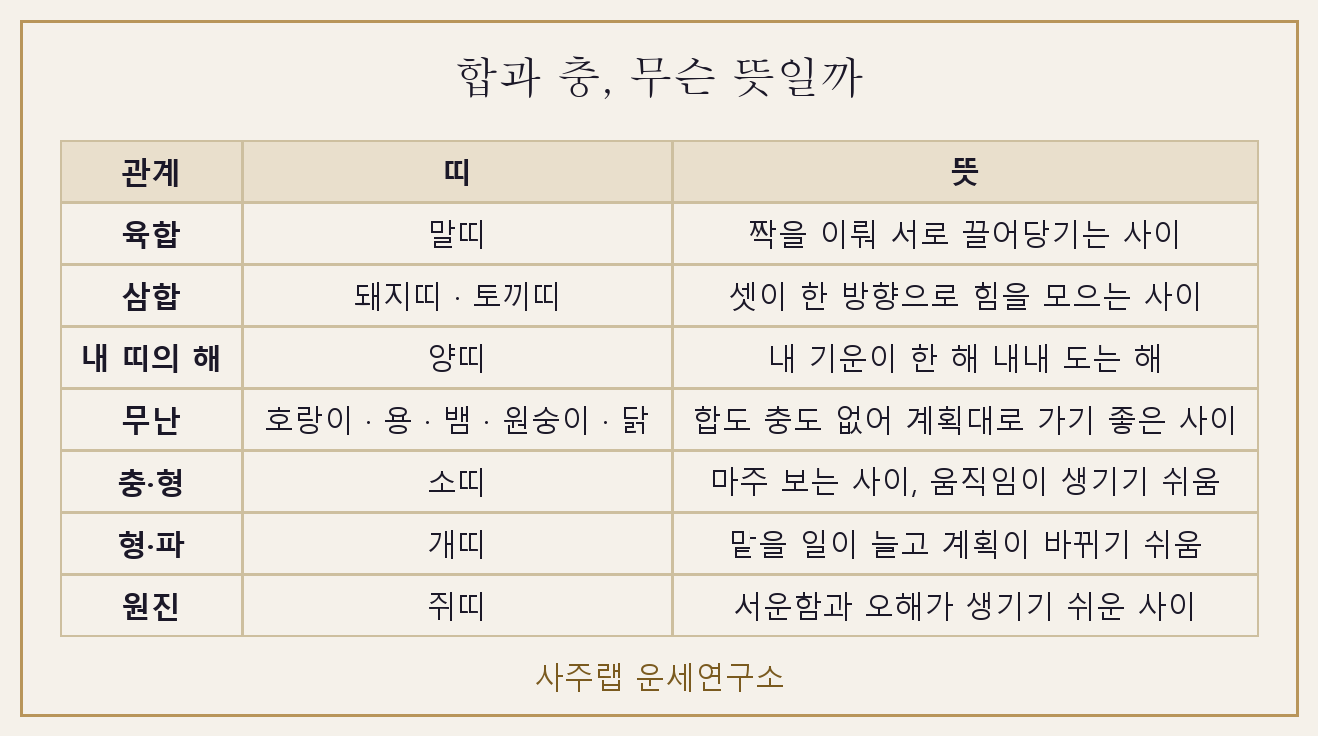 합과 충, 무슨 뜻일까
관계 띠 뜻
육합 말띠 짝을 이뤄 서로 끌어당기는 사이
삼합 돼지띠 · 토끼띠 셋이 한 방향으로 힘을 모으는 사이
내 띠의 해 양띠 내 기운이 한 해 내내 도는 해
무난 호랑이 · 용 · 뱀 · 원숭이 · 닭 합도 충도 없어 계획대로 가기 좋은 사이
충·형 소띠 마주 보는 사이, 움직임이 생기기 쉬움
형·파 개띠 맡을 일이 늘고 계획이 바뀌기 쉬움
원진 쥐띠 서운함과 오해가 생기기 쉬운 사이
사주랩 운세연구소